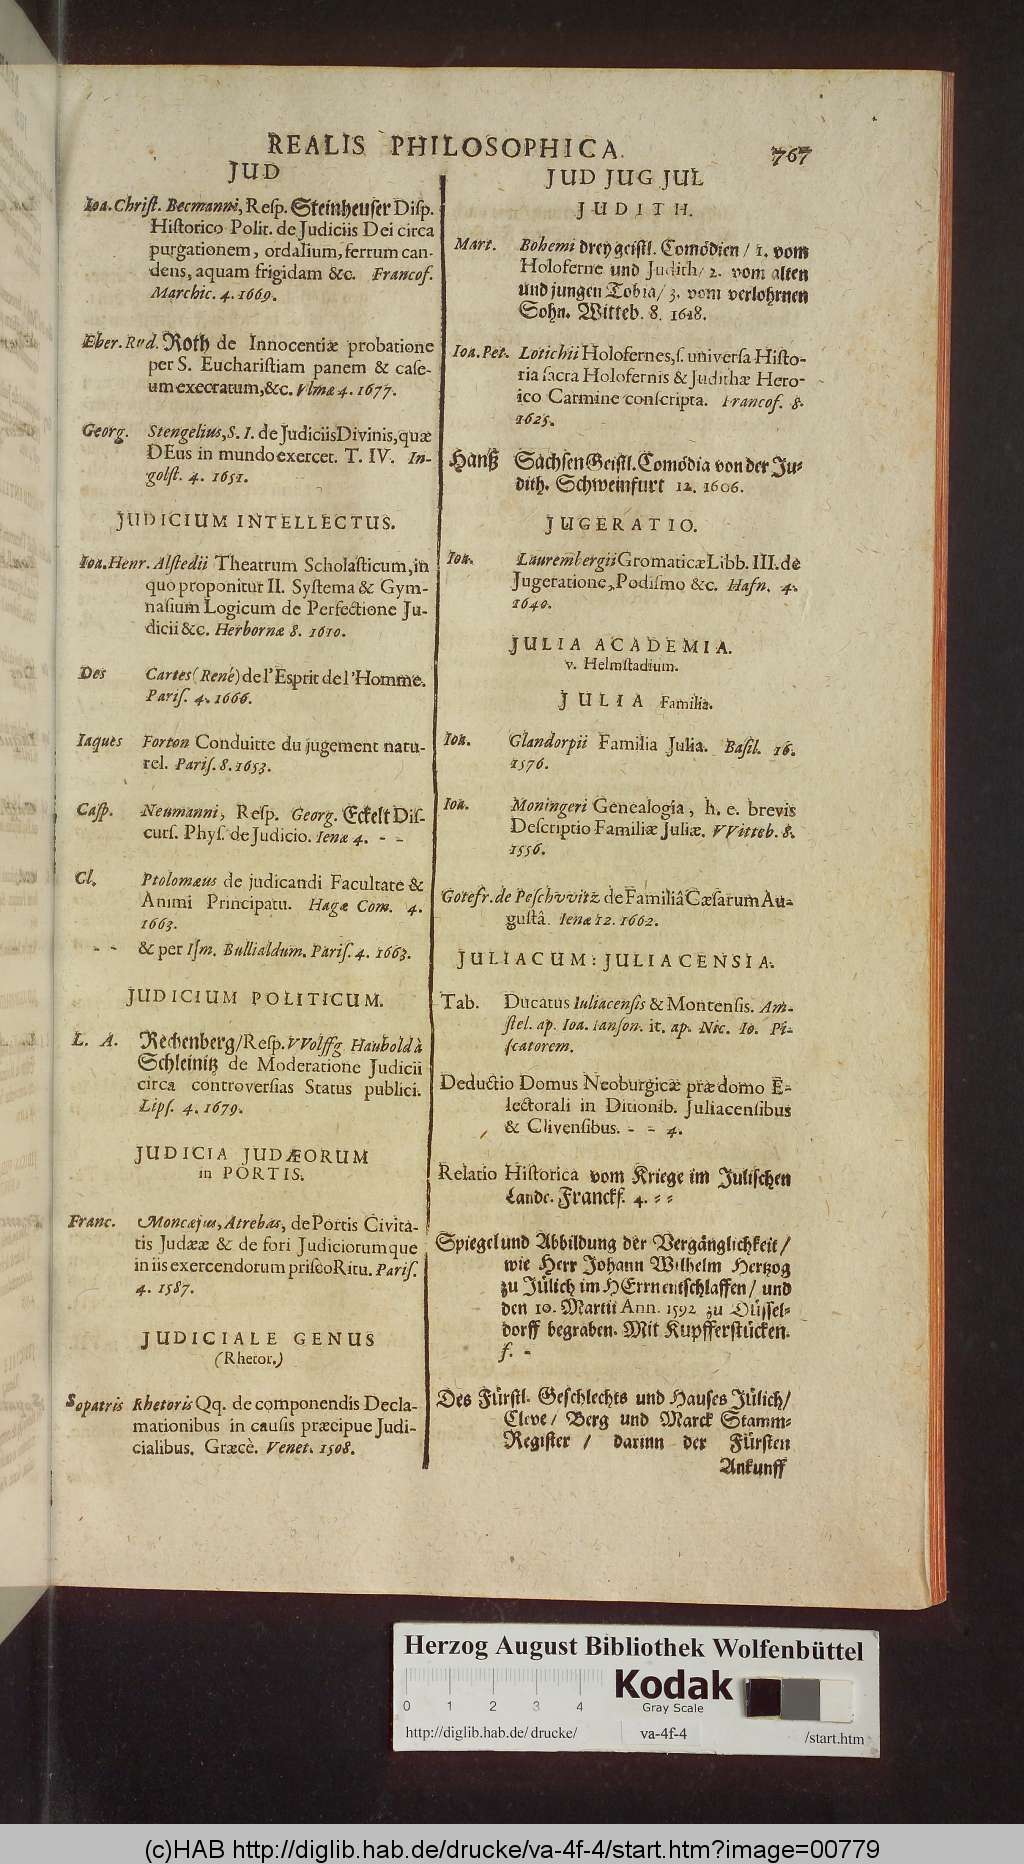 REALIS PHILOSOPHICA.
767
JUD
Ioa. Christ. Becmanni, Resp. Steinheuser Disp.
Historico Polit. de Judiciis Dei circa
purgationem, ordalium, ferrum can-
dens, aquam frigidam &c. Francof.
Marchic. 4. 1669.
Eber. Rud. Roth de Innocentiæ probatione
per S. Eucharistiam panem & case-
um execratum, &c. Vlmæ 4. 1677.
Georg. Stengelius, S. I. de Judiciis Divinis, quæ
DEus in mundo exercet. T. IV. In-
golst. 4. 1651.
JUDICIUM INTELLECTUS.
Ioa. Henr. Alstedii Theatrum Scholasticum, in
quo proponitur II. Systema & Gym-
nasium Logicum de Perfectione Ju-
dicii &c. Herbornæ 8. 1610.
Des Cartes (René) de l'Esprit de l'Homme.
Paris. 4. 1666.
Iaques Forton Conduitte du jugement natu-
rel. Paris. 8. 1653.
Casp. Neumanni, Resp. Georg. Eckelt Dis-
curs. Phys. de Judicio. Ienæ 4. - -
Cl. Ptolomæus de judicandi Facultate &
Animi Principatu. Hagæ Com. 4.
1663.
- - & per Ism. Bullialdum. Paris. 4. 1663.
JUDICIUM POLITICUM.
L. A. Rechenberg/ Resp. VVolffg Haubold à
Schleinitz de Moderatione Judicii
circa controversias Status publici.
Lips. 4. 1679.
JUDICIA JUDÆORUM
in PORTIS.
Franc. Moncæjus, Atrebas, de Portis Civita-
tis Judææ & de fori Judiciorumque
in iis exercendorum prisco Ritu. Paris.
4. 1587.
JUDICIALE GENUS
(Rhetor.)
Sopatris Rhetoris Qq. de componendis Decla-
mationibus in causis præcipue Judi-
cialibus. Græcè. Venet. 1508.
JUD JUG JUL
JUDITH.
Mart. Bohemi drey geistl. Comödien / 1. vom
Holoferne und Judith/ 2. vom alten
und jungen Tobia/ 3. vom verlohrnen
Sohn. Witteb. 8. 1618.
Ioa. Pet. Lotichii Holofernes, s. universa Histo-
ria sacra Holofernis & Judithæ Hero-
ico Carmine conscripta. Francof. 8.
1625.
Hanß Sachsen Geistl. Comödia von der Ju-
dith. Schweinfurt 12. 1606.
JUGERATIO.
Ioa. Laurembergii Gromaticæ Libb. III. de
Jugeratione, Podismo &c. Hafn. 4.
1640.
JULIA ACADEMIA.
v. Helmstadium.
JULIA Familia.
Ioa. Glandorpii Familia Julia. Basil. 16.
1576.
Ioa. Moningeri Genealogia, h. e. brevis
Descriptio Familiæ Juliæ. VVitteb. 8.
1556.
Gotefr. de Peschvvitz de Familiâ Cæsarum Au-
gustâ. Ienæ 12. 1662.
JULIACUM: JULIACENSIA.
Tab. Ducatus Iuliacensis & Montensis. Am-
stel. ap. Ioa. Ianson. it. ap. Nic. Io. Pi-
scatorem.
Deductio Domus Neoburgicæ præ domo E-
lectorali in Ditionib. Juliacensibus
& Clivensibus. - - 4.
Relatio Historica vom Kriege im Julischen
Lande. Franckf. 4. - -
Spiegel und Abbildung der Vergänglichkeit/
wie Herr Johann Wilhelm Hertzog
zu Jülich im HErrn entschlaffen/ und
den 10. Martii Ann. 1592 zu Düssel-
dorff begraben. Mit Kupfferstücken.
f. -
Des Fürstl. Geschlechts und Hauses Jülich/
Cleve/ Berg und Marck Stamm-
Register / darinn der Fürsten
Ankunff
Herzog August Bibliothek Wolfenbüttel
0 1 2 3 4
Kodak
Gray Scale
http://diglib.hab.de/drucke/ va-4f-4 /start.htm
(c)HAB http://diglib.hab.de/drucke/va-4f-4/start.htm?image=00779